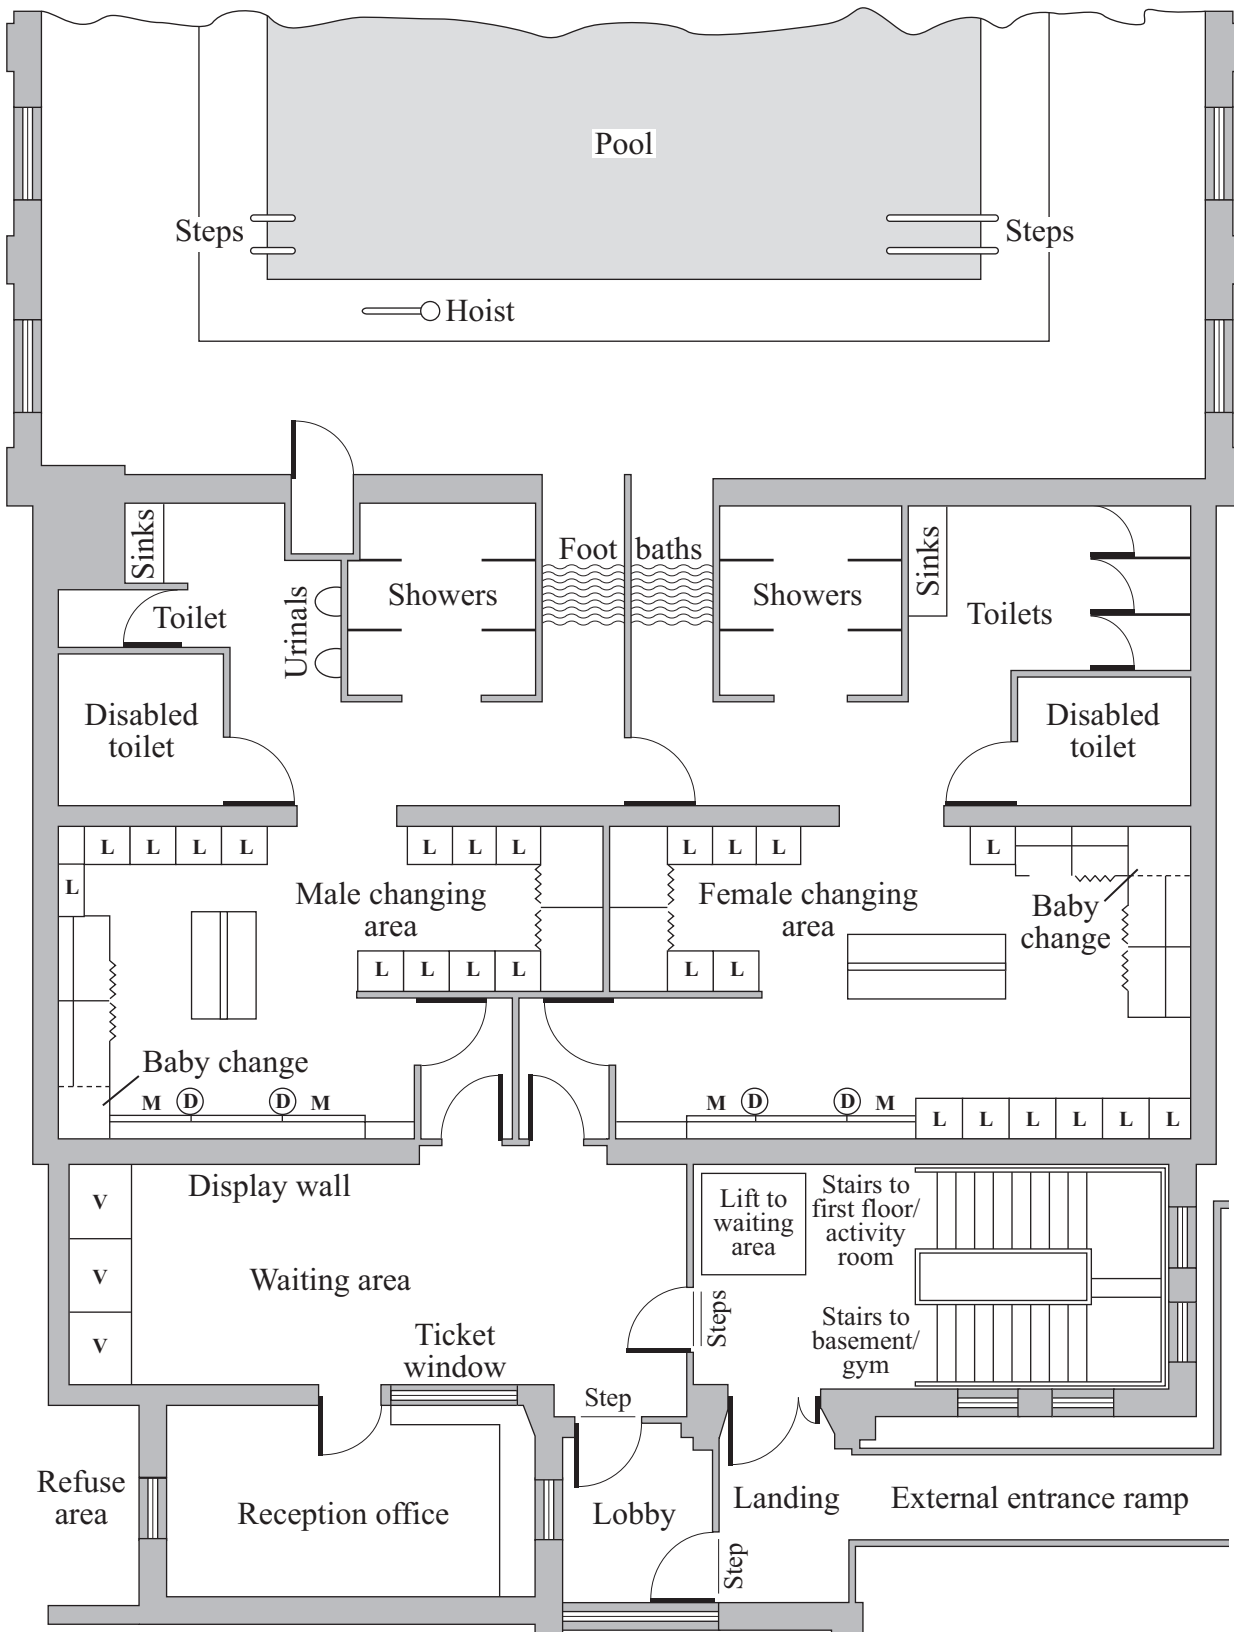 Pool
Steps
Steps
Hoist
Sinks
Foot baths
Sinks
Urinals
Toilet
Showers
Showers
Toilets
Disabled
toilet
Disabled
toilet
L L L L
L L L
L L L
L
L
Male changing
area
Female changing
area
Baby
change
L L L L
L L
Baby change
M D D M
M D D M
L L L L L L
Display wall
V
V
V
Waiting area
Lift to
waiting
area
Stairs to
first floor/
activity
room
Steps
Stairs to
basement/
gym
Ticket
window
Step
Refuse
area
Reception office
Lobby
Landing
External entrance ramp
Step